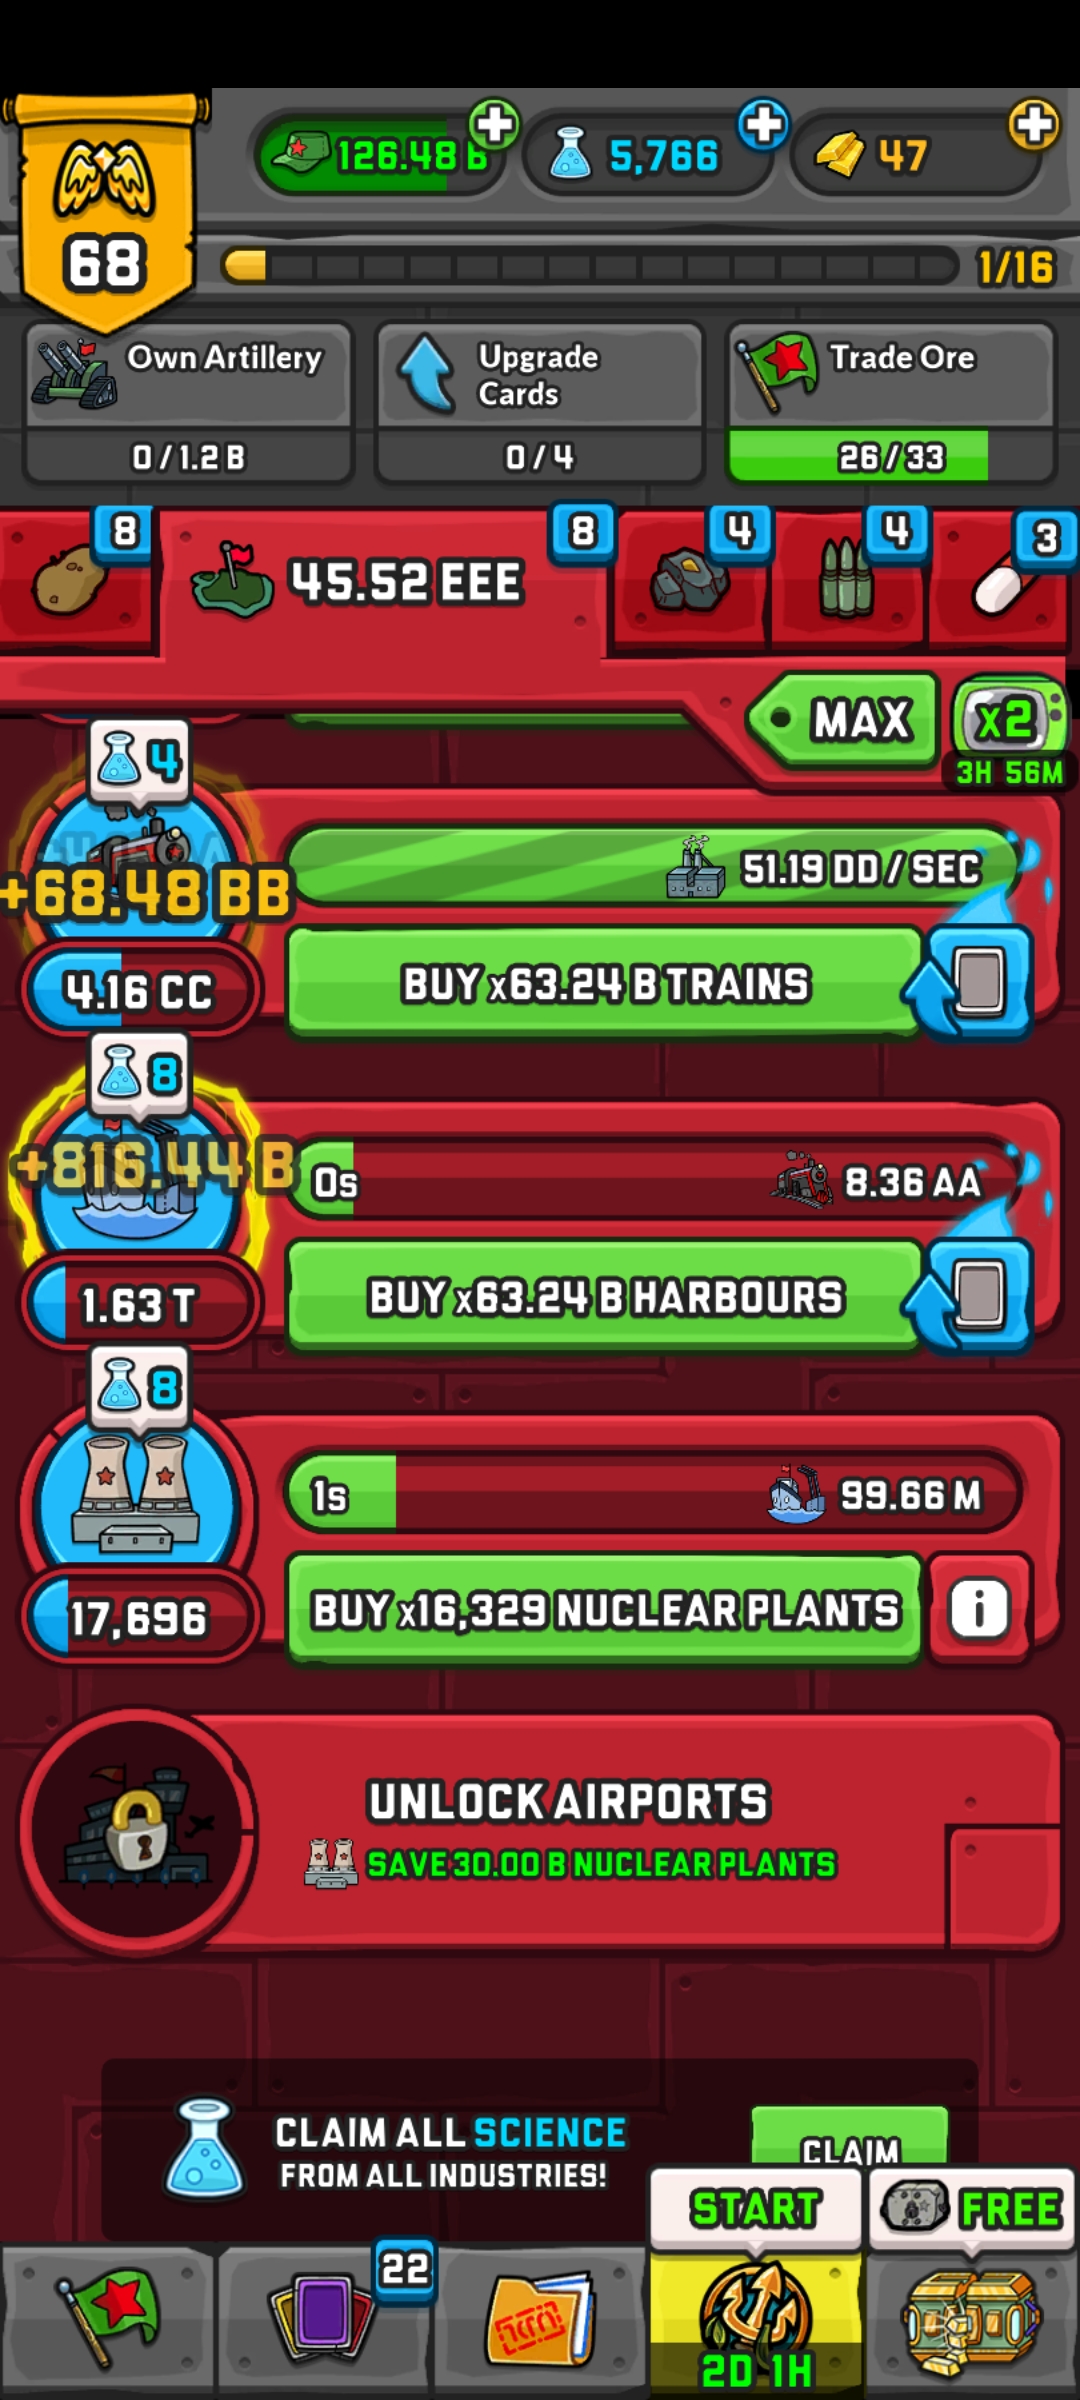 126.48 B
5,766
47
68
1/16
Own Artillery
0 / 1.2 B
Upgrade
Cards
0 / 4
Trade Ore
26 / 33
8
45.52 EEE
8
4
4
3
MAX
x2
3H 56M
4
+68.48 BB
51.19 DD / SEC
4.16 CC
BUY x63.24 B TRAINS
8
+816.44 B
0s
8.36 AA
1.63 T
BUY x63.24 B HARBOURS
8
1s
99.66 M
17,696
BUY x16,329 NUCLEAR PLANTS
i
UNLOCK AIRPORTS
SAVE 30.00 B NUCLEAR PLANTS
CLAIM ALL SCIENCE
FROM ALL INDUSTRIES!
CLAIM
START
FREE
22
2D 1H